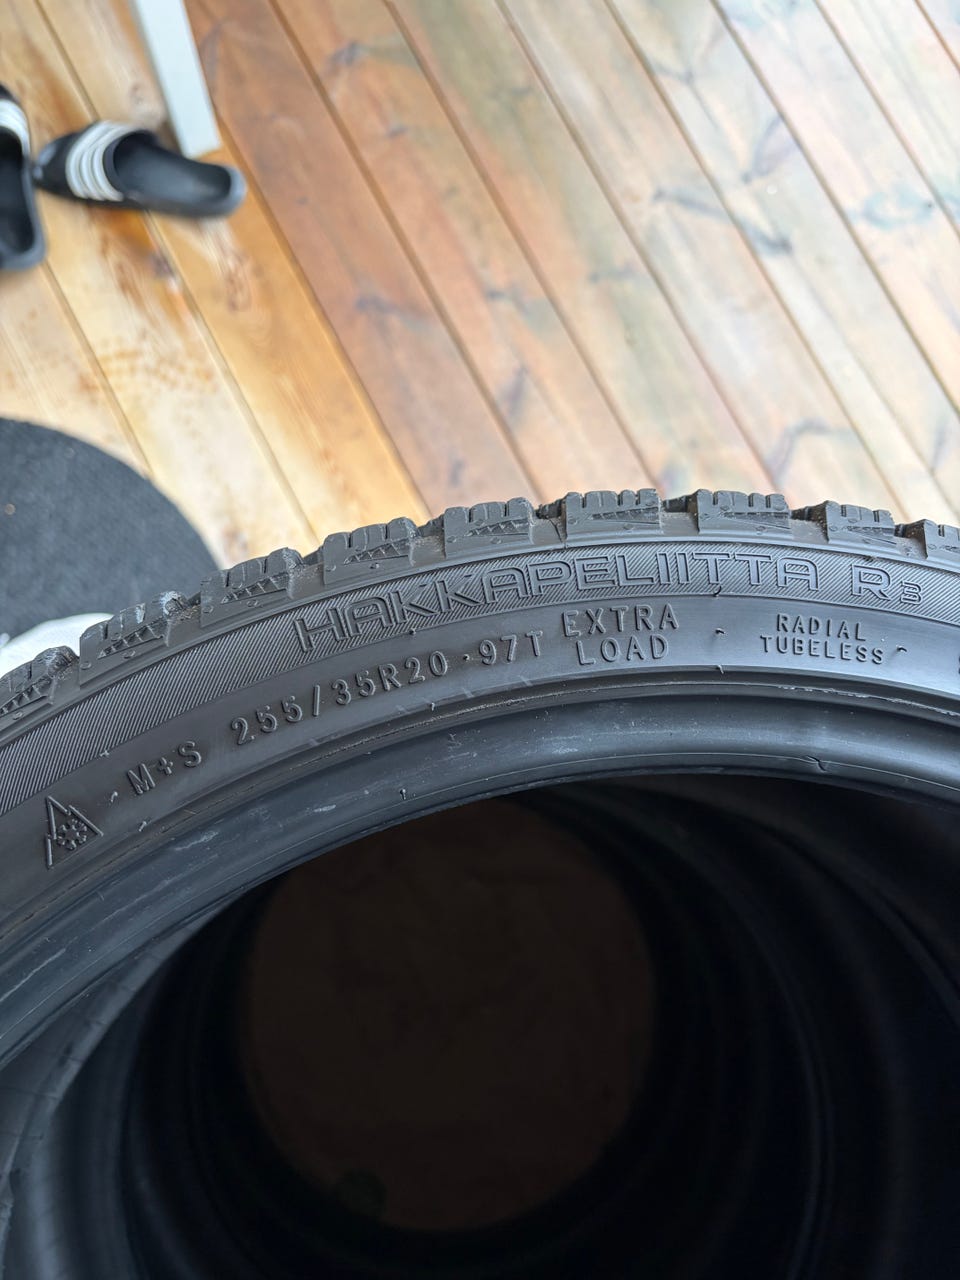 HAKKAPELIITTA R3
M+S 255/35R20 97T EXTRA LOAD
RADIAL
TUBELESS